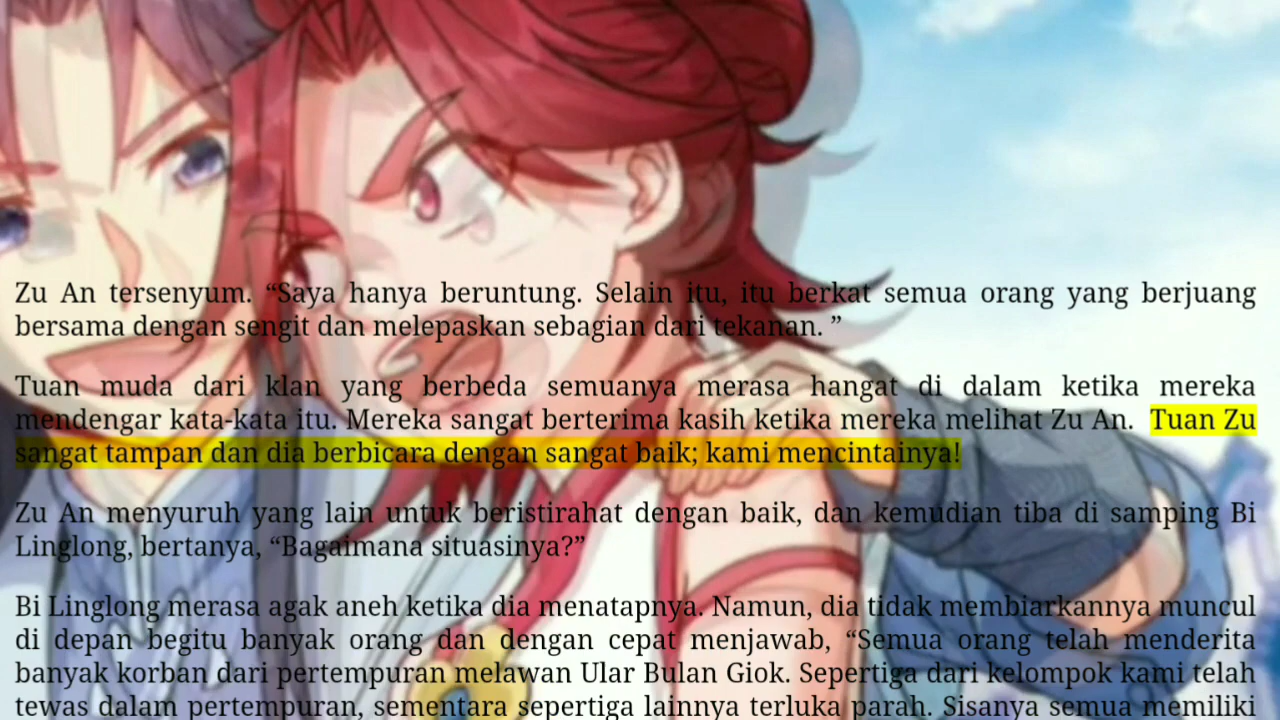 Zu An tersenyum. “Saya hanya beruntung. Selain itu, itu berkat semua orang yang berjuang
bersama dengan sengit dan melepaskan sebagian dari tekanan. ”
Tuan muda dari klan yang berbeda semuanya merasa hangat di dalam ketika mereka
mendengar kata-kata itu. Mereka sangat berterima kasih ketika mereka melihat Zu An. Tuan Zu
sangat tampan dan dia berbicara dengan sangat baik; kami mencintainya!
Zu An menyuruh yang lain untuk beristirahat dengan baik, dan kemudian tiba di samping Bi
Linglong, bertanya, “Bagaimana situasinya?”
Bi Linglong merasa agak aneh ketika dia menatapnya. Namun, dia tidak membiarkannya muncul
di depan begitu banyak orang dan dengan cepat menjawab, “Semua orang telah menderita
banyak korban dari pertempuran melawan Ular Bulan Giok. Sepertiga dari kelompok kami telah
tewas dalam pertempuran, sementara sepertiga lainnya terluka parah. Sisanya semua memiliki